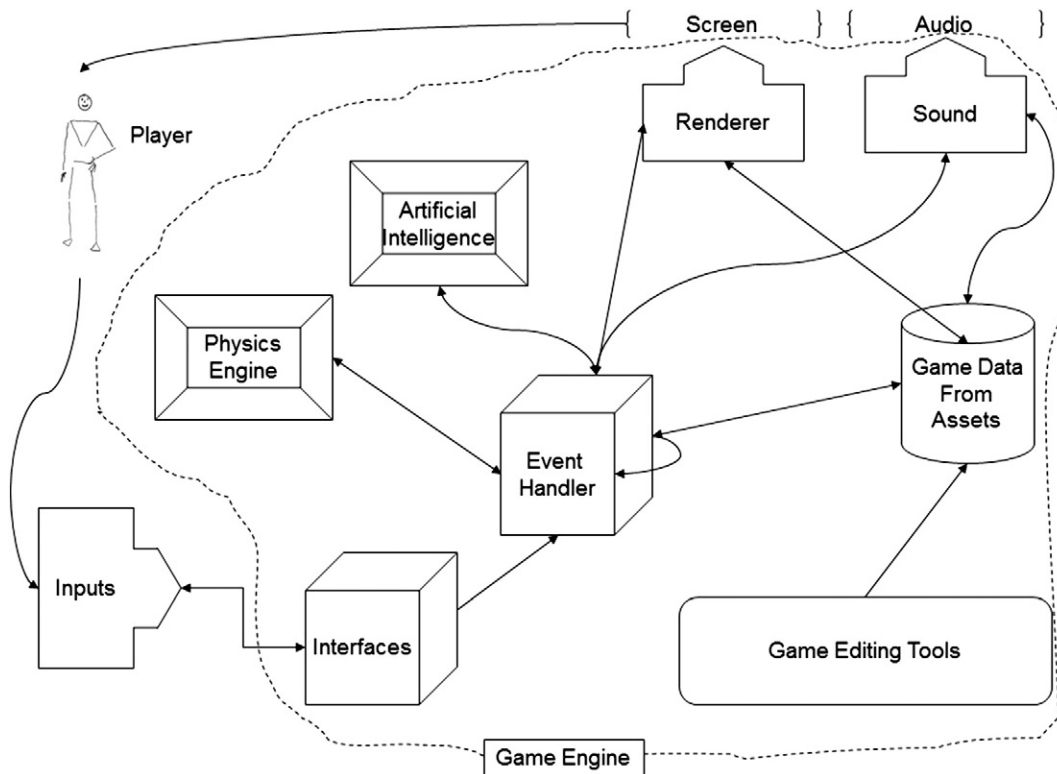 Screen
Audio
Player
Renderer
Sound
Artificial
Intelligence
Physics
Engine
Game Data
From
Assets
Event
Handler
Inputs
Interfaces
Game Editing Tools
Game Engine